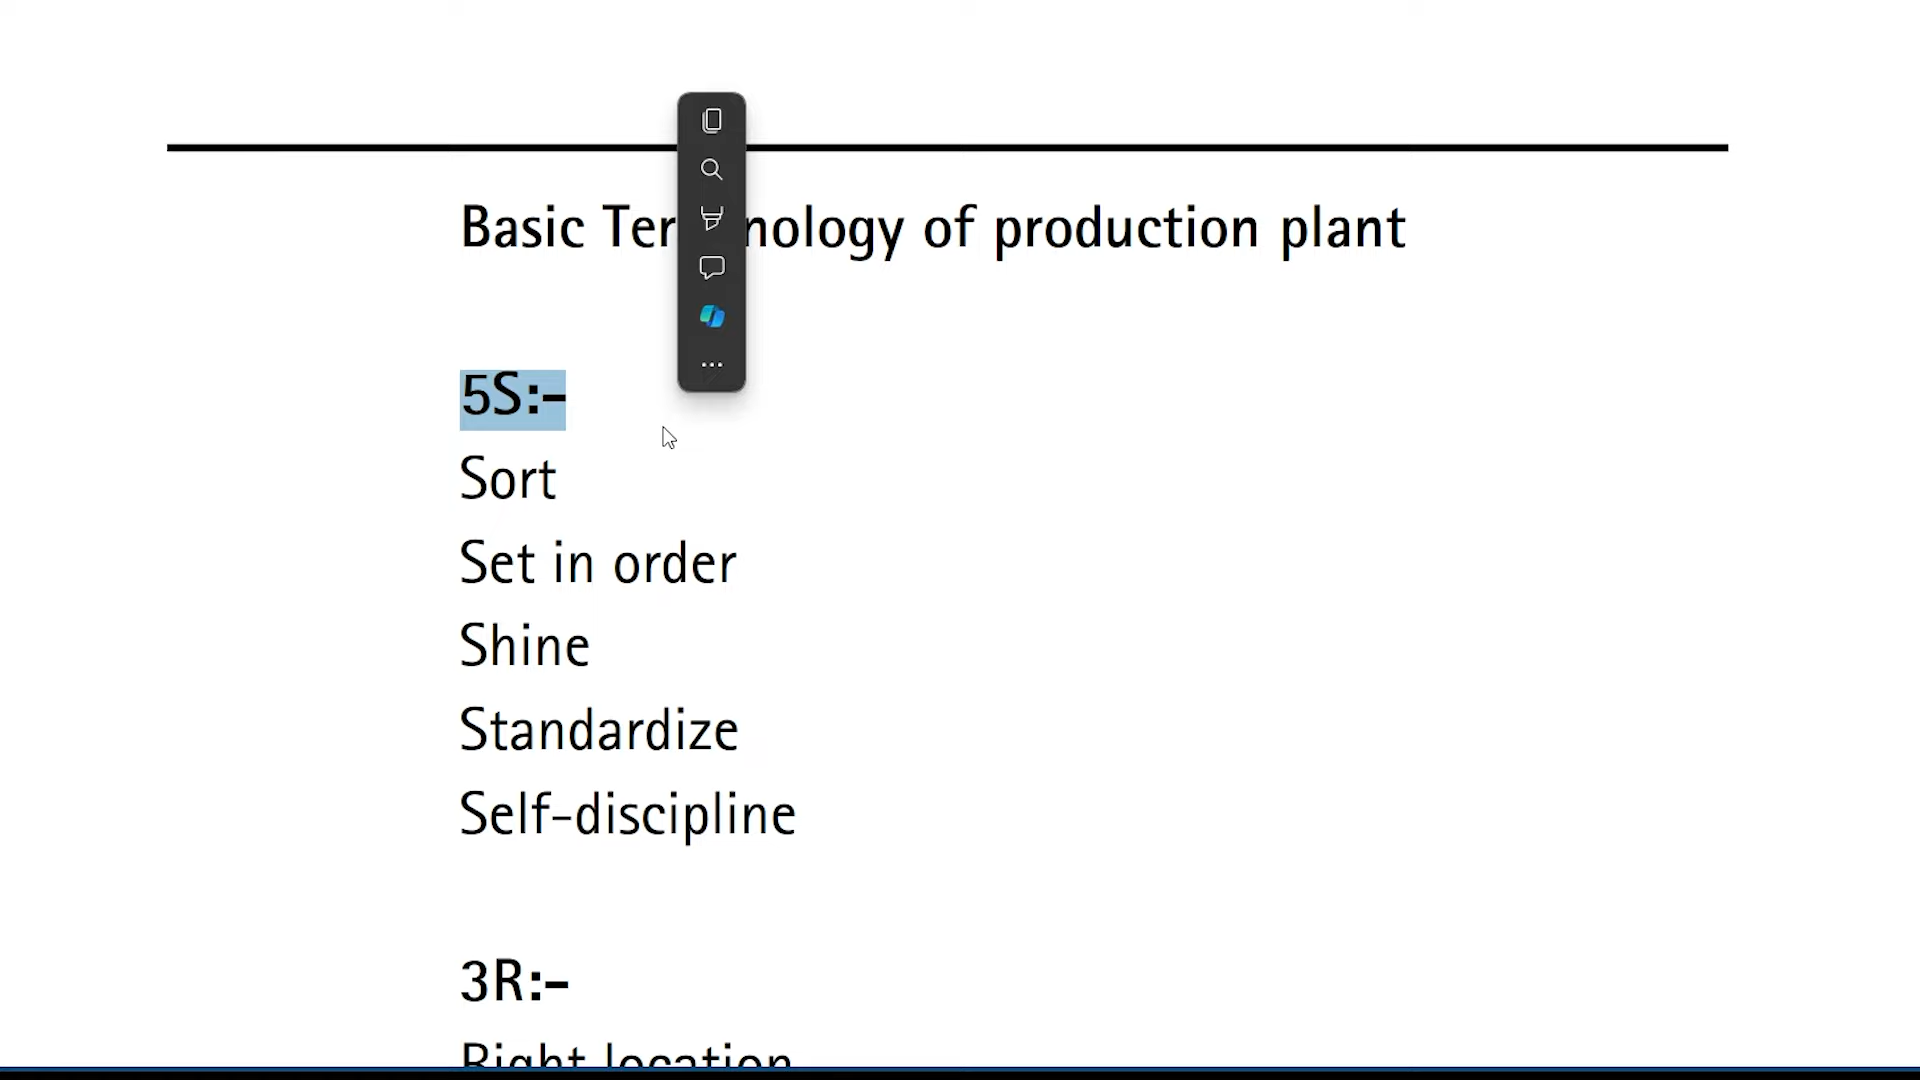 Basic Ter nology of production plant
5S:-
Sort
Set in order
Shine
Standardize
Self-discipline
3R:-
Right location